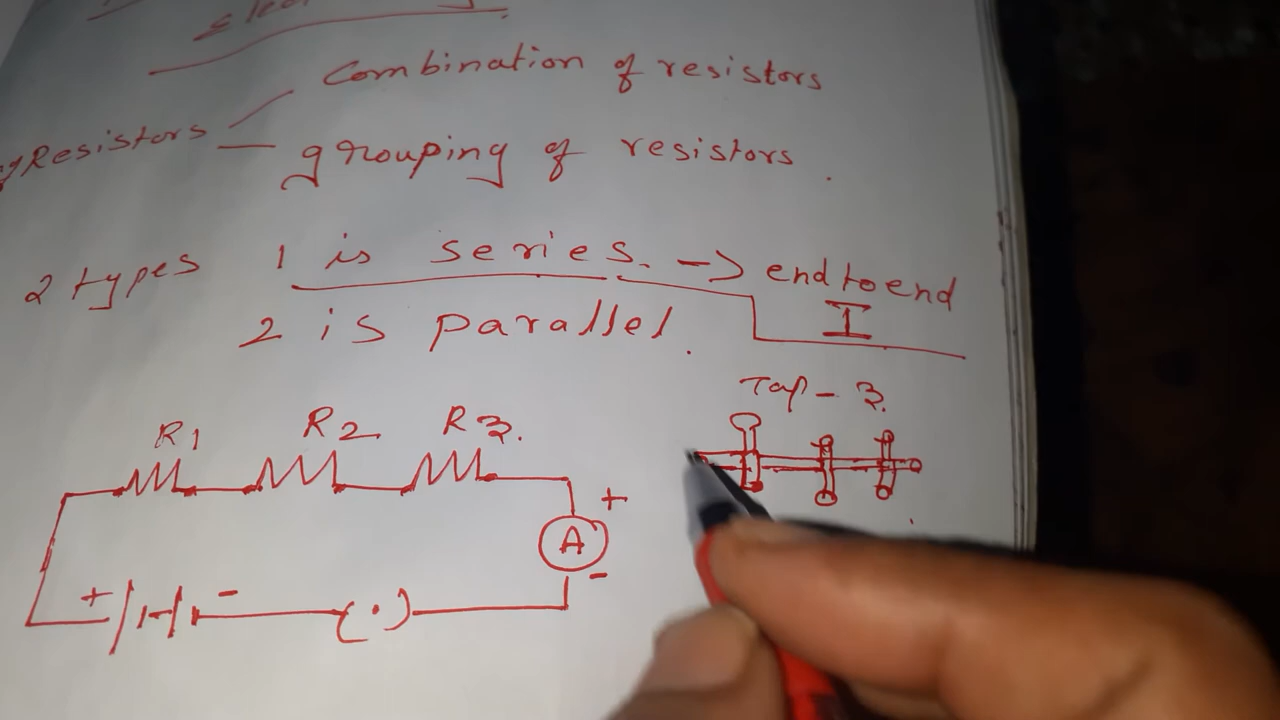 Combination of resistors
Resistors
grouping of resistors.
2 types 1 is series. -> end to end
I
2 is parallel.
Tap - 3.
R1 R2 R3.
+
A
-
+ -
( . )